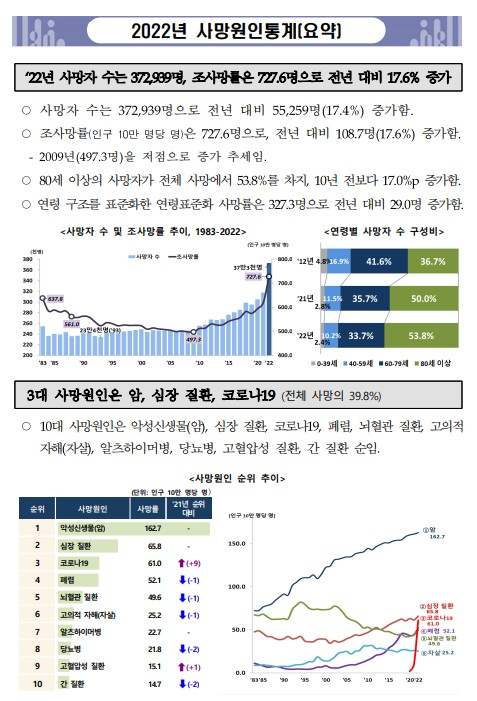 2022년 사망원인통계(요약)
‘22년 사망자 수는 372,939명, 조사망률은 727.6명으로 전년 대비 17.6% 증가
○ 사망자 수는 372,939명으로 전년 대비 55,259명(17.4%) 증가함.
○ 조사망률(인구 10만 명당 명)은 727.6명으로, 전년 대비 108.7명(17.6%) 증가함.
- 2009년(497.3명)을 저점으로 증가 추세임.
○ 80세 이상의 사망자가 전체 사망에서 53.8%를 차지, 10년 전보다 17.0%p 증가함.
○ 연령 구조를 표준화한 연령표준화 사망률은 327.3명으로 전년 대비 29.0명 증가함.
<사망자 수 및 조사망률 추이, 1983-2022>
(천명)
(인구 10만 명당 명)
사망자 수 조사망률
380
360
340
320
300
280
260
240
220
200
800.0
700.0
600.0
500.0
400.0
637.8
561.0
23만4천명('93)
497.3
37만3천명
727.6
'83 '85 '90 '95 '00 '05 '10 '15 '20 '22
<연령별 사망자 수 구성비>
'12년 4.8% 16.9% 41.6% 36.7%
'21년 2.8% 11.5% 35.7% 50.0%
'22년 2.4% 10.2% 33.7% 53.8%
0-39세 40-59세 60-79세 80세 이상
3대 사망원인은 암, 심장 질환, 코로나19 (전체 사망의 39.8%)
○ 10대 사망원인은 악성신생물(암), 심장 질환, 코로나19, 폐렴, 뇌혈관 질환, 고의적
자해(자살), 알츠하이머병, 당뇨병, 고혈압성 질환, 간 질환 순임.
<사망원인 순위 추이>
(단위: 인구 10만 명당 명)
순위 사망원인 사망률 '21년 순위 대비
1 악성신생물(암) 162.7 -
2 심장 질환 65.8 -
3 코로나19 61.0 (+9)
4 폐렴 52.1 (-1)
5 뇌혈관 질환 49.6 (-1)
6 고의적 자해(자살) 25.2 (-1)
7 알츠하이머병 22.7 -
8 당뇨병 21.8 (-2)
9 고혈압성 질환 15.1 (+1)
10 간 질환 14.7 (-2)
(인구 10만 명당 명)
150.0
100.0
50.0
0.0
'83'85 '90 '95 '00 '05 '10 '15 '20'22
①암
162.7
②심장 질환
65.8
③코로나19
61.0
④폐렴 52.1
⑤뇌혈관 질환
49.6
⑥자살 25.2